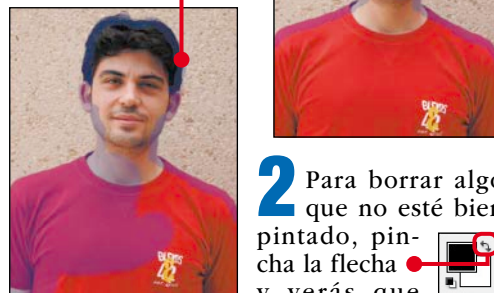 2 Para borrar algo
que no esté bien
pintado, pin-
cha la flecha
y verás que